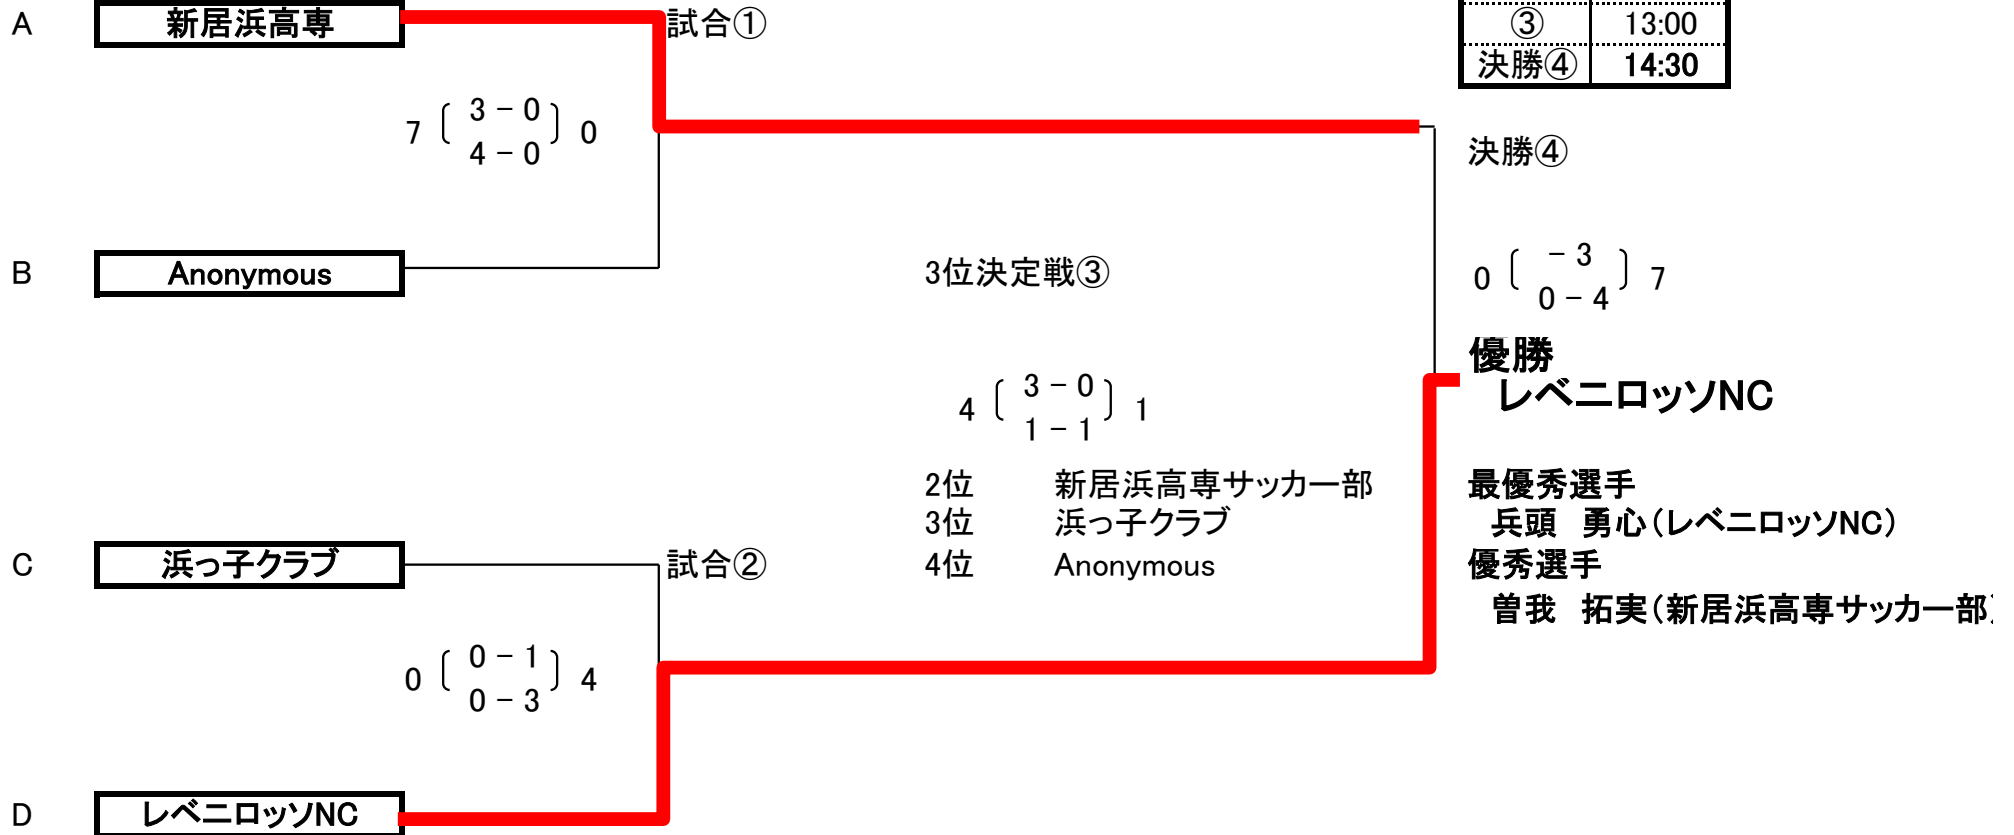 A 新居浜高専 試合① ③ 13:00
決勝④ 14:30
7 3 − 0 0
4 − 0
決勝④
B Anonymous 3位決定戦③
0 − 3 7
0 − 4
優勝
レベニロッソNC
4 3 − 0 1
1 − 1
2位 新居浜高専サッカー部 最優秀選手
3位 浜っ子クラブ 兵頭 勇心(レベニロッソNC)
C 浜っ子クラブ 試合② 4位 Anonymous 優秀選手
曽我 拓実(新居浜高専サッカー部)
0 0 − 1 4
0 − 3
D レベニロッソNC